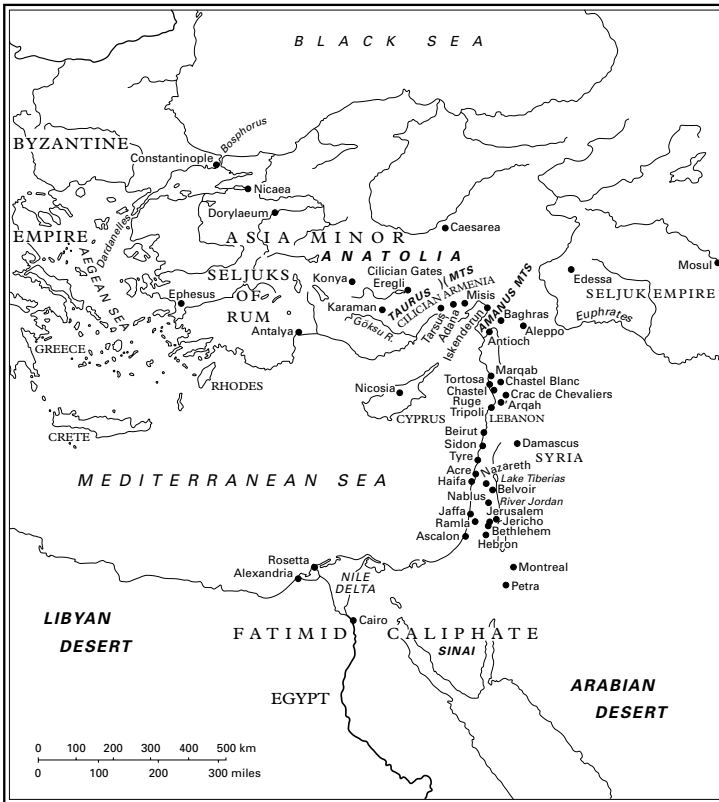 BLACK SEA
Bosphorus
BYZANTINE
Constantinople
Nicaea
Dardanelles
Dorylaeum
EMPIRE
ASIA MINOR
Caesarea
AEGEAN SEA
ANATOLIA
Mosul
SELJUKS
OF
RUM
Konya
Cilician Gates
Eregli
TAURUS MTS
CILICIAN ARMENIA
Misis
AMANUS MTS
Edessa
SELJUK EMPIRE
Ephesus
Karaman
Göksu R.
Tarsus
Adana
Iskenderun
Baghras
Euphrates
Antalya
Aleppo
Antioch
GREECE
RHODES
Marqab
Nicosia
Tortosa
Chastel Blanc
Chastel
Ruge
Crac de Chevaliers
CYPRUS
Arqah
Tripoli
LEBANON
CRETE
Beirut
Sidon
Damascus
Tyre
SYRIA
MEDITERRANEAN SEA
Acre
Nazareth
Haifa
Lake Tiberias
Belvoir
Nablus
River Jordan
Jaffa
Jerusalem
Ramla
Jericho
Bethlehem
Ascalon
Hebron
Rosetta
Alexandria
NILE
DELTA
Montreal
Petra
LIBYAN
DESERT
Cairo
FATIMID CALIPHATE
SINAI
ARABIAN
DESERT
EGYPT
0 100 200 300 400 500 km
0 100 200 300 miles